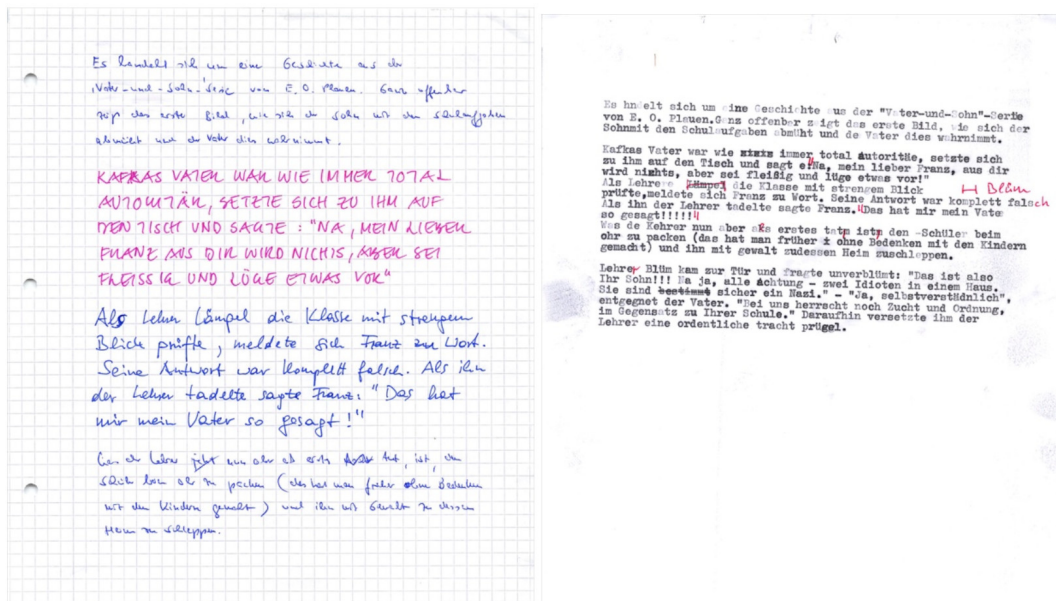 Es handelt sich um eine Geschichte aus der
"Vater-und-Sohn"-Serie von E. O. Plauen. Ganz offenbar
zeigt das erste Bild, wie sich der Sohn mit den Schulaufgaben
abmüht und der Vater dies wahrnimmt.
KAFKAS VATER WAR WIE IMMER TOTAL
AUTORITÄR, SETZTE SICH ZU IHM AUF
DEN TISCH UND SAGTE: "NA, MEIN LIEBER
FRANZ AUS DIR WIRD NICHTS, ABER SEI
FLEISSIG UND LÜGE ETWAS VOR"
Als Lehrer Lämpel die Klasse mit strengem
Blick prüfte, meldete sich Franz zu Wort.
Seine Antwort war komplett falsch. Als ihn
der Lehrer tadelte sagte Franz: "Das hat
mir mein Vater so gesagt!"
Was der Lehrer jetzt nun aber als erstes tut, ist, den
Schüler beim Ohr zu packen (das hat man früher ohne Bedenken
mit den Kindern gemacht) und ihn mit Gewalt zu dessen
Heim zu schleppen.
Es hndelt sich um eine Geschichte aus der "Vater-und-Sohn"-Serie
von E. O. Plauen.Ganz offenbar zeigt das erste Bild, wie sich der
Sohnmit den Schulaufgaben abmüht und de Vater dies wahrnimmt.
Kafkas Vater war wie immer total Autoritäe, setzte sich
zu ihm auf den Tisch und sagt e"Na, mein lieber Franz, aus dir
wird nichts, aber sei fleißig und lüge etwas vor!"
Als Lehrer Lämpel die Klasse mit strengem Blick
prüfte,meldete sich Franz zu Wort. Seine Antwort war komplett falsch
Als ihn der Lehrer tadelte sagte Franz."Das hat mir mein Vate
so gesagt!!!!!"
Was de Kehrer nun aber als erstes tat, ist, den -Schüler beim
ohr zu packen (das hat man früher ohne Bedenken mit den Kindern
gemacht) und ihn mit gewalt zudessen Heim zuschleppen.
Lehrer Blüm kam zur Tür und fragte unverblümt: "Das ist also
Ihr Sohn!!! Na ja, alle Achtung - zwei Idioten in einem Haus.
Sie sind bestimmt sicher ein Nazi." - "Ja, selbstverständnlich",
entgegnet der Vater. "Bei uns herrscht noch Zucht und Ordnung,
im Gegensatz zu Ihrer Schule." Daraufhin versetzte ihm der
Lehrer eine ordentliche tracht prügel.
⊢ Blüm